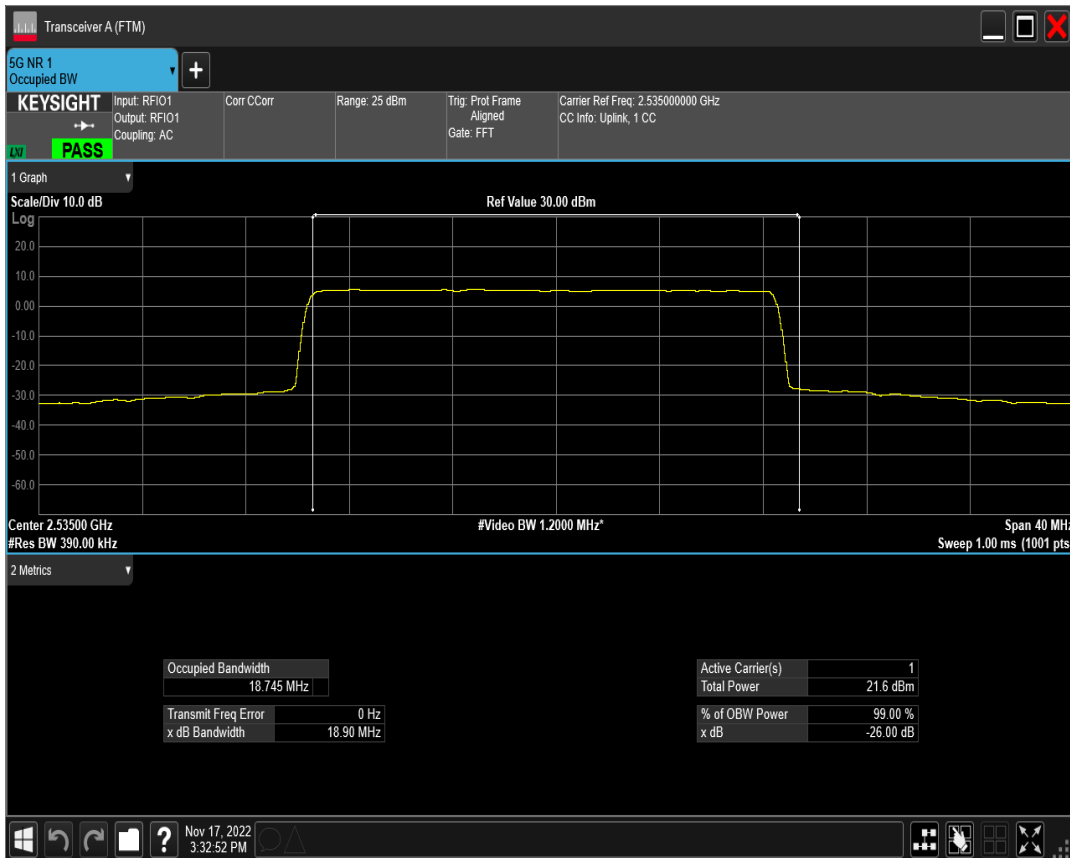 Transceiver A (FTM)
5G NR 1
Occupied BW
+
KEYSIGHT
LXI
PASS
Input: RFIO1
Output: RFIO1
Coupling: AC
Corr CCorr
Range: 25 dBm
Trig: Prot Frame
Aligned
Gate: FFT
Carrier Ref Freq: 2.535000000 GHz
CC Info: Uplink, 1 CC
1 Graph
Scale/Div 10.0 dB
Ref Value 30.00 dBm
Log
20.0
10.0
0.00
-10.0
-20.0
-30.0
-40.0
-50.0
-60.0
Center 2.53500 GHz
#Video BW 1.2000 MHz*
Span 40 MHz
#Res BW 390.00 kHz
Sweep 1.00 ms (1001 pts
2 Metrics
Occupied Bandwidth
18.745 MHz
Transmit Freq Error 0 Hz
x dB Bandwidth 18.90 MHz
Active Carrier(s) 1
Total Power 21.6 dBm
% of OBW Power 99.00 %
x dB -26.00 dB
?
Nov 17, 2022
3:32:52 PM